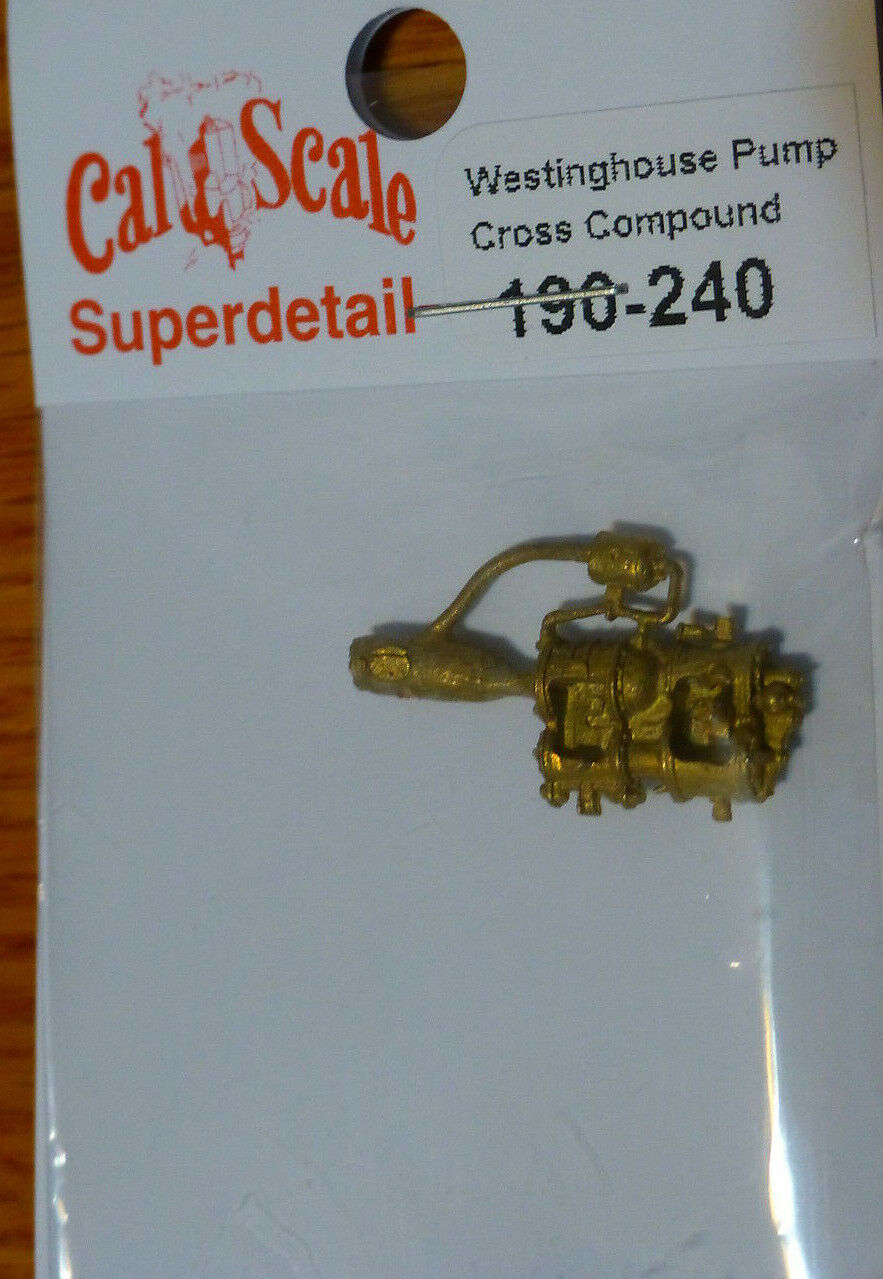 Cal Scale
Superdetail
Westinghouse Pump
Cross Compound
190-240